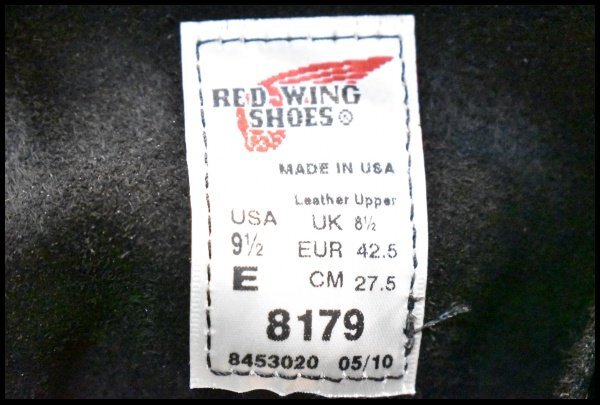 RED WING
SHOES®
MADE IN USA
Leather Upper
USA UK 8½
9½ EUR 42.5
E CM 27.5
8179
8453020 05/10